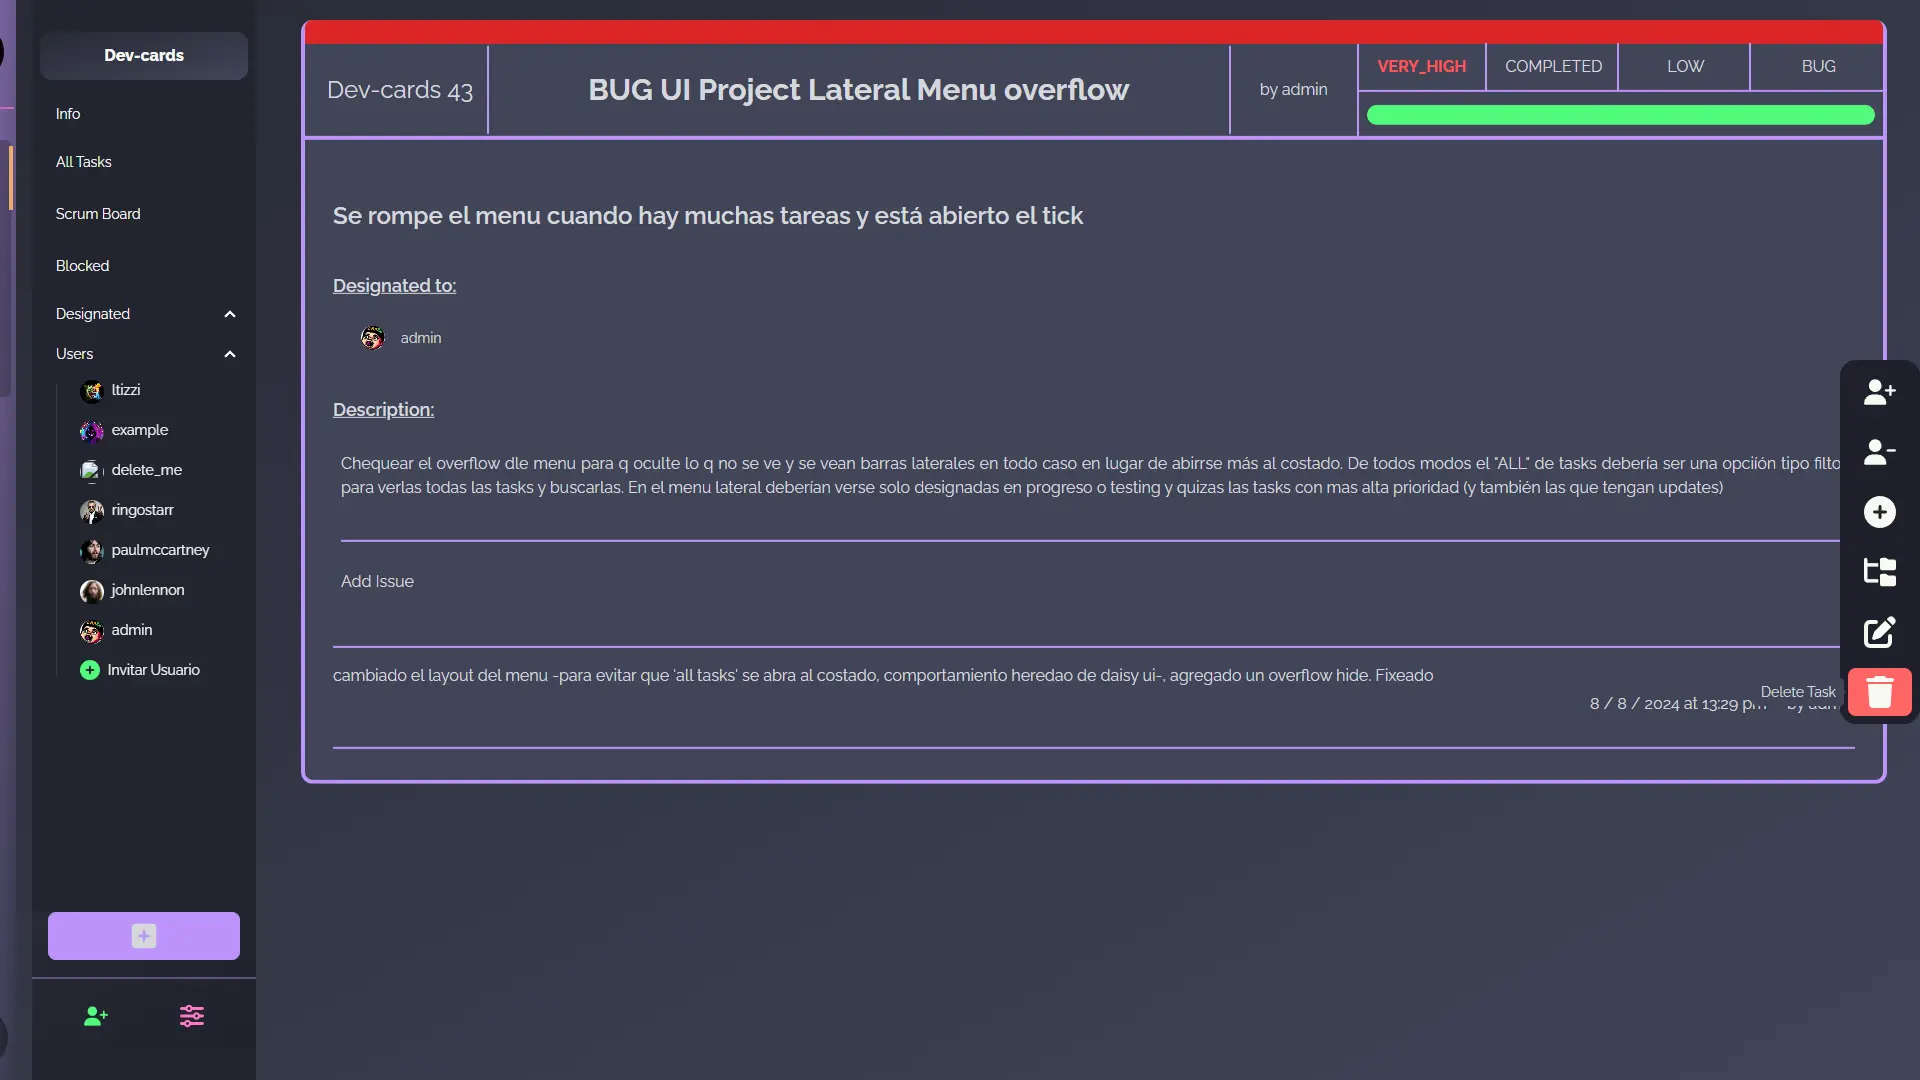 Dev-cards
Info
All Tasks
Scrum Board
Blocked
Designated
Users
ltizzi
example
delete_me
ringostarr
paulmccartney
johnlennon
admin
Invitar Usuario
Dev-cards 43
BUG UI Project Lateral Menu overflow
by admin
VERY_HIGH
COMPLETED
LOW
BUG
Se rompe el menu cuando hay muchas tareas y está abierto el tick
Designated to:
admin
Description:
Chequear el overflow dle menu para q oculte lo q no se ve y se vean barras laterales en todo caso en lugar de abirrse más al costado. De todos modos el "ALL" de tasks debería ser una opciión tipo filto
para verlas todas las tasks y buscarlas. En el menu lateral deberían verse solo designadas en progreso o testing y quizas las tasks con mas alta prioridad (y también las que tengan updates)
Add Issue
cambiado el layout del menu -para evitar que 'all tasks' se abra al costado, comportamiento heredao de daisy ui-, agregado un overflow hide. Fixeado
Delete Task
8 / 8 / 2024 at 13:29 pm by